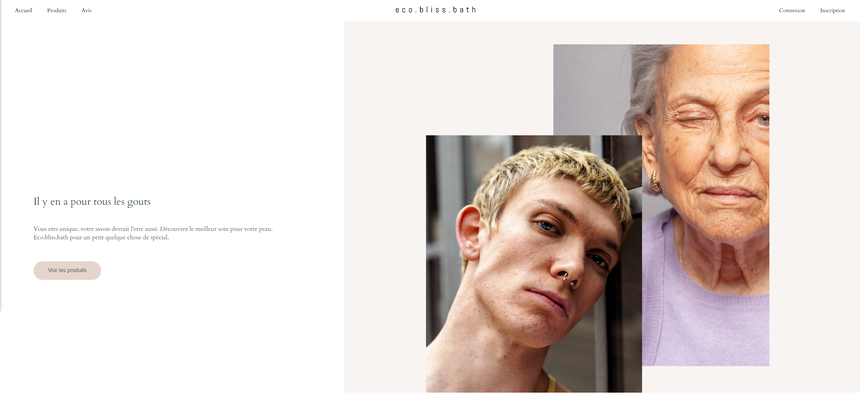 Accueil Produits Avis eco.bliss.bath Connexion Inscription
Il y en a pour tous les gouts
Vous etes unique, votre savon devrait l'etre aussi. Découvrez le meilleur soin pour votre peau.
Eco.bliss.bath pour un petit quelque chose de spécial.
Voir les produits